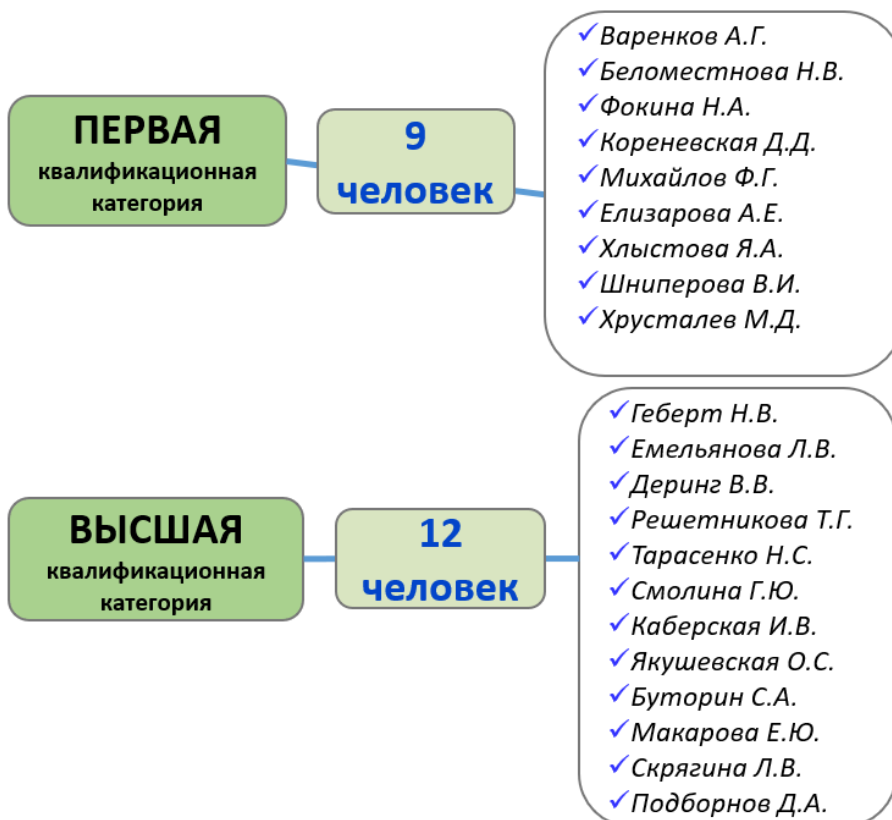 ПЕРВАЯ
квалификационная
категория
9
человек
Варенков А.Г.
Беломестнова Н.В.
Фокина Н.А.
Кореневская Д.Д.
Михайлов Ф.Г.
Елизарова А.Е.
Хлыстова Я.А.
Шниперова В.И.
Хрусталев М.Д.
ВЫСШАЯ
квалификационная
категория
12
человек
Геберт Н.В.
Емельянова Л.В.
Деринг В.В.
Решетникова Т.Г.
Тарасенко Н.С.
Смолина Г.Ю.
Каберская И.В.
Якушевская О.С.
Буторин С.А.
Макарова Е.Ю.
Скрягина Л.В.
Подборнов Д.А.